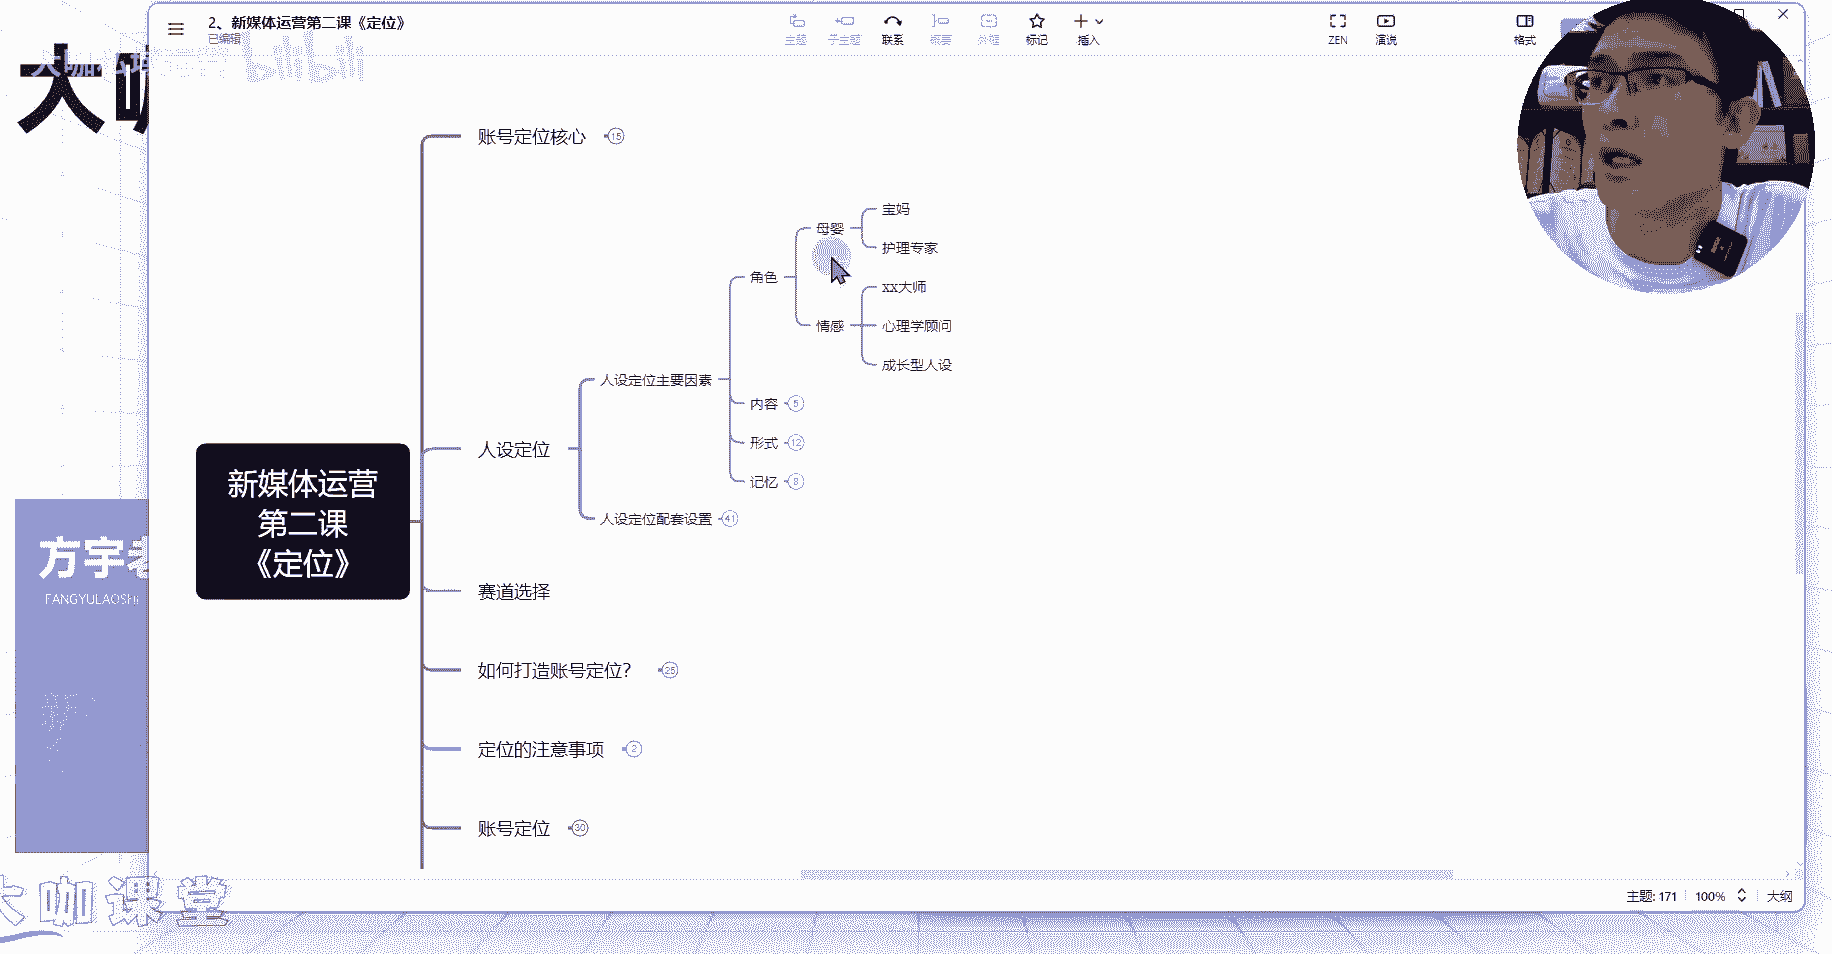 2、新媒体运营第二课《定位》
已编辑
主题
子主题
联系
概要
外框
标记
插入
ZEN
演说
格式
大咖
bilibili
账号定位核心 15
宝妈
母婴
护理专家
角色
xx大师
情感
心理学顾问
成长型人设
人设定位主要因素
内容 5
人设定位
形式 12
记忆 8
人设定位配套设置 41
新媒体运营
第二课
《定位》
赛道选择
如何打造账号定位? 25
定位的注意事项 2
账号定位 30
方宇老
FANGYULAOSHI
大咖课堂
主题: 171
100%
大纲